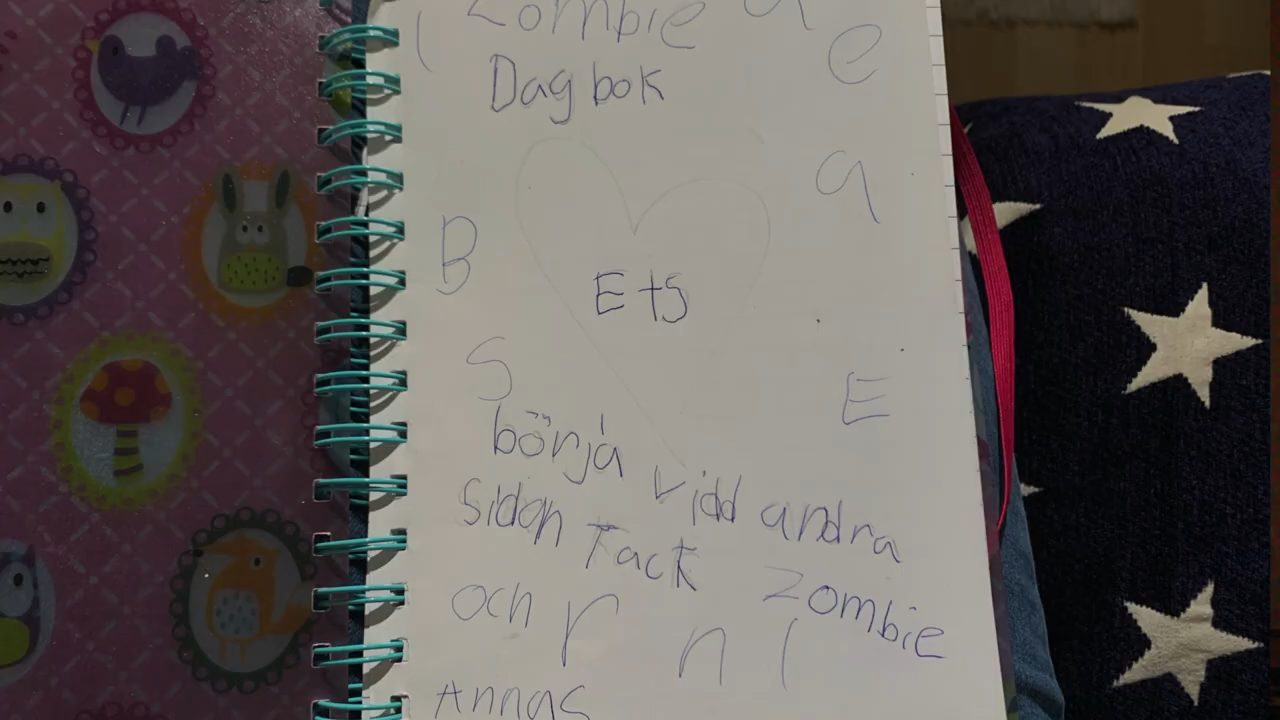 Zombie a
l
e
Dagbok
a
B
Ets
S
E
börja vidd andra
sidan Tack
och r n l Zombie
Annas